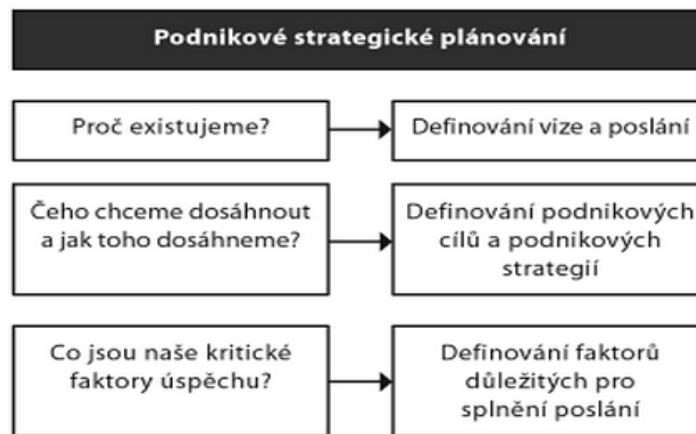 Podnikové strategické plánování
Proč existujeme?
Definování vize a poslání
Čeho chceme dosáhnout
a jak toho dosáhneme?
Definování podnikových
cílů a podnikových
strategií
Co jsou naše kritické
faktory úspěchu?
Definování faktorů
důležitých pro
splnění poslání